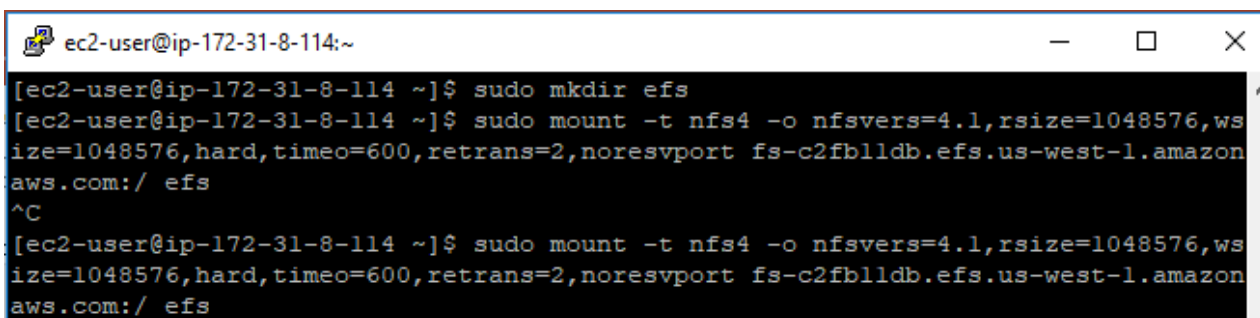 ec2-user@ip-172-31-8-114:~
[ec2-user@ip-172-31-8-114 ~]$ sudo mkdir efs
[ec2-user@ip-172-31-8-114 ~]$ sudo mount -t nfs4 -o nfsvers=4.1,rsize=1048576,ws
ize=1048576,hard,timeo=600,retrans=2,noresvport fs-c2fb11db.efs.us-west-1.amazon
aws.com:/ efs
^C
[ec2-user@ip-172-31-8-114 ~]$ sudo mount -t nfs4 -o nfsvers=4.1,rsize=1048576,ws
ize=1048576,hard,timeo=600,retrans=2,noresvport fs-c2fb11db.efs.us-west-1.amazon
aws.com:/ efs